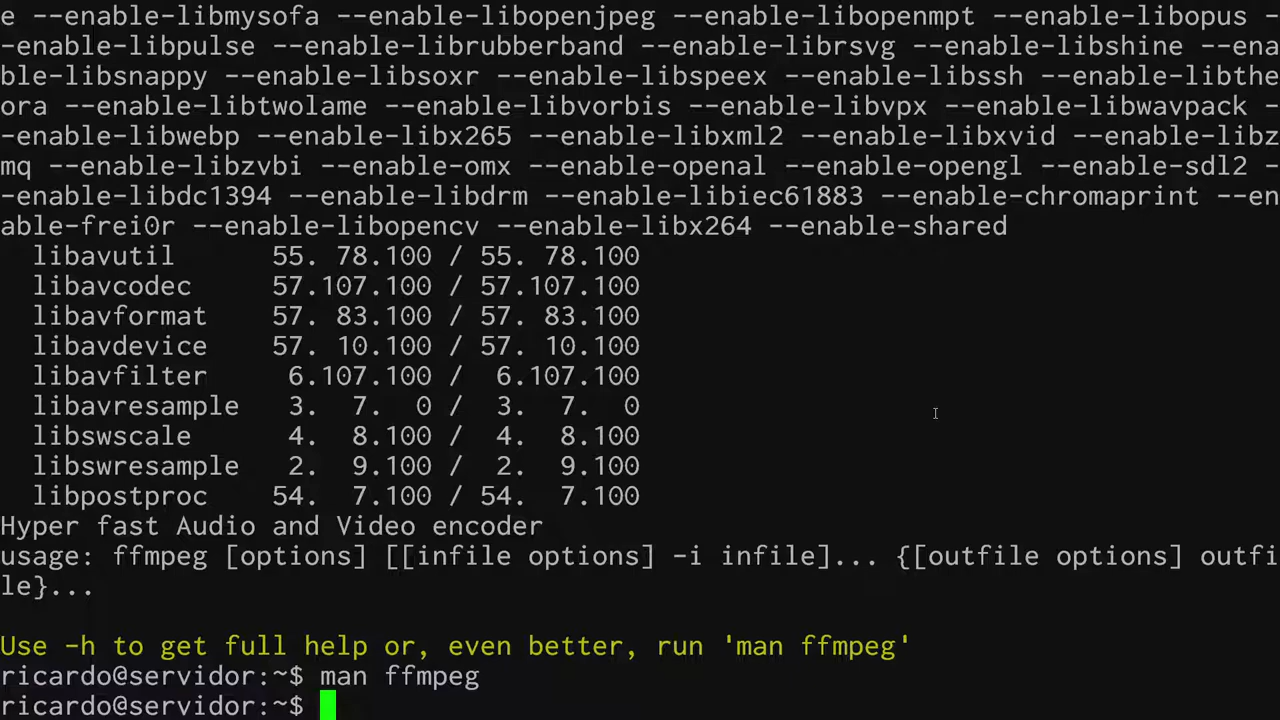 e --enable-libmysofa --enable-libopenjpeg --enable-libopenmpt --enable-libopus -
-enable-libpulse --enable-librubberband --enable-librsvg --enable-libshine --ena
ble-libsnappy --enable-libsoxr --enable-libspeex --enable-libssh --enable-libthe
ora --enable-libtwolame --enable-libvorbis --enable-libvpx --enable-libwavpack -
-enable-libwebp --enable-libx265 --enable-libxml2 --enable-libxvid --enable-libz
mq --enable-libzvbi --enable-omx --enable-openal --enable-opengl --enable-sdl2 -
-enable-libdc1394 --enable-libdrm --enable-libiec61883 --enable-chromaprint --en
able-frei0r --enable-libopencv --enable-libx264 --enable-shared
  libavutil      55. 78.100 / 55. 78.100
  libavcodec     57.107.100 / 57.107.100
  libavformat    57. 83.100 / 57. 83.100
  libavdevice    57. 10.100 / 57. 10.100
  libavfilter     6.107.100 /  6.107.100
  libavresample   3.  7.  0 /  3.  7.  0
  libswscale      4.  8.100 /  4.  8.100
  libswresample   2.  9.100 /  2.  9.100
  libpostproc    54.  7.100 / 54.  7.100
Hyper fast Audio and Video encoder
usage: ffmpeg [options] [[infile options] -i infile]... {[outfile options] outfi
le}...

Use -h to get full help or, even better, run 'man ffmpeg'
ricardo@servidor:~$ man ffmpeg
ricardo@servidor:~$